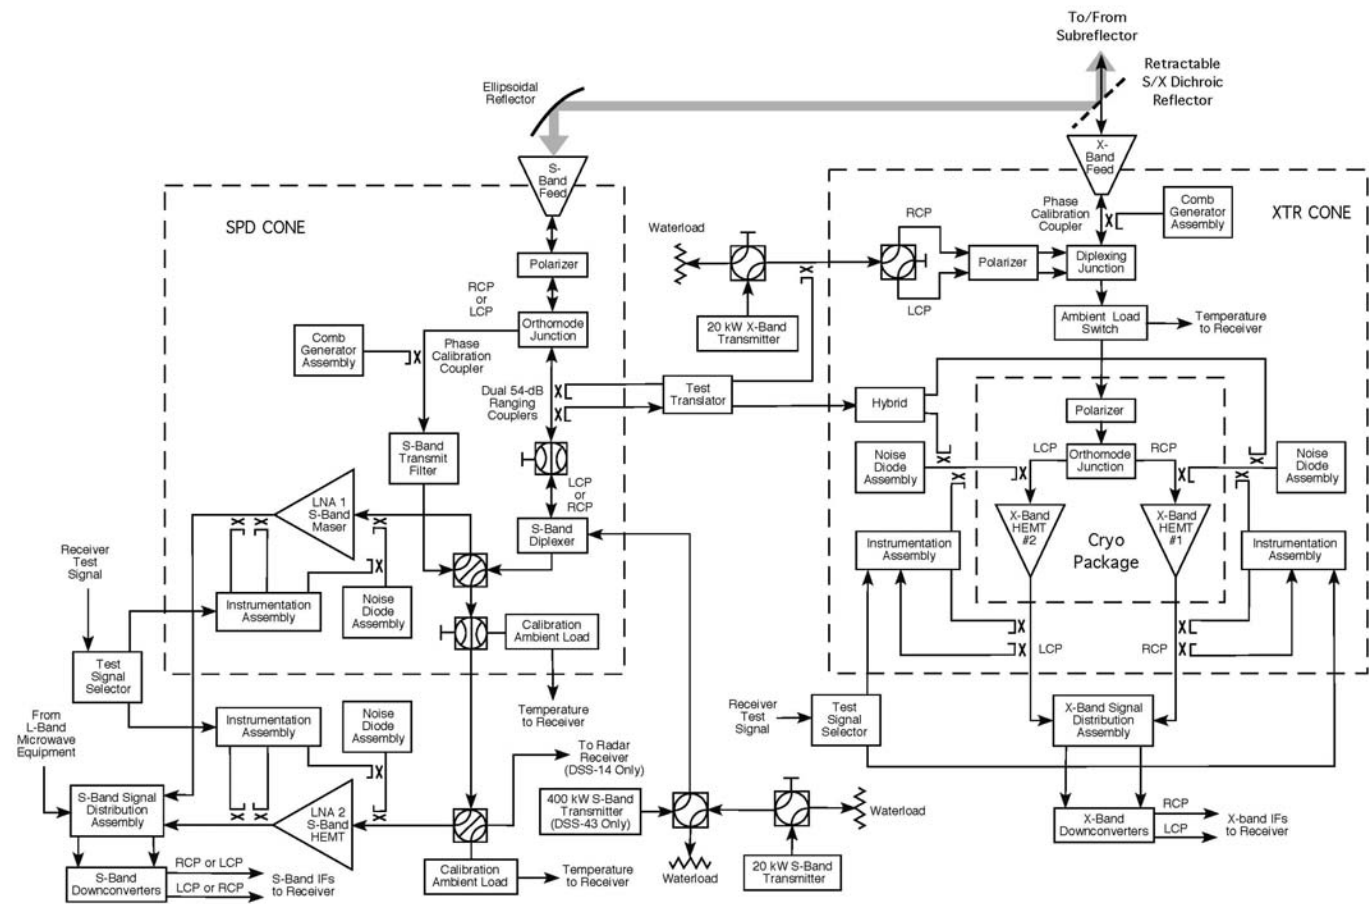 To/From
Subreflector
Retractable
S/X Dichroic
Reflector
Ellipsoidal
Reflector
X-
Band
Feed
S-
Band
Feed
SPD CONE
XTR CONE
Phase
Calibration
Coupler
Comb
Generator
Assembly
RCP
Waterload
Polarizer
Polarizer
Diplexing
Junction
RCP
or
LCP
LCP
Orthomode
Junction
20 kW X-Band
Transmitter
Ambient Load
Switch
Temperature
to Receiver
Comb
Generator
Assembly
Phase
Calibration
Coupler
Dual 54-dB
Ranging
Couplers
Test
Translator
Hybrid
Polarizer
S-Band
Transmit
Filter
LCP
RCP
Noise
Diode
Assembly
Orthomode
Junction
Noise
Diode
Assembly
LCP
or
RCP
LNA 1
S-Band
Maser
X-Band
HEMT
#2
X-Band
HEMT
#1
S-Band
Diplexer
Cryo
Package
Instrumentation
Assembly
Instrumentation
Assembly
Receiver
Test
Signal
Instrumentation
Assembly
Noise
Diode
Assembly
Calibration
Ambient Load
LCP
RCP
Test
Signal
Selector
Temperature
to Receiver
Receiver
Test
Signal
Test
Signal
Selector
X-Band Signal
Distribution
Assembly
From
L-Band
Microwave
Equipment
Instrumentation
Assembly
Noise
Diode
Assembly
To Radar
Receiver
(DSS-14 Only)
S-Band Signal
Distribution
Assembly
LNA 2
S-Band
HEMT
400 kW S-Band
Transmitter
(DSS-43 Only)
Waterload
X-Band
Downconverters
RCP
LCP
X-band IFs
to Receiver
S-Band
Downconverters
RCP or LCP
LCP or RCP
S-Band IFs
to Receiver
Calibration
Ambient Load
Temperature
to Receiver
Waterload
20 kW S-Band
Transmitter